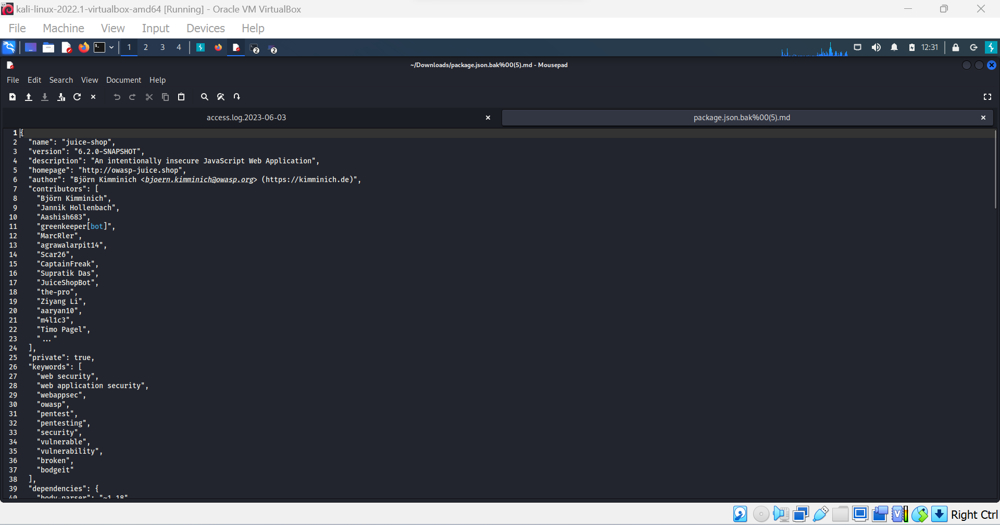 kali-linux-2022.1-virtualbox-amd64 [Running] - Oracle VM VirtualBox
File Machine View Input Devices Help
1 2 3 4 2 2 12:31
~/Downloads/package.json.bak%00(5).md - Mousepad
File Edit Search View Document Help
access.log.2023-06-03 package.json.bak%00(5).md
1 {
2 "name": "juice-shop",
3 "version": "6.2.0-SNAPSHOT",
4 "description": "An intentionally insecure JavaScript Web Application",
5 "homepage": "http://owasp-juice.shop",
6 "author": "Björn Kimminich <bjoern.kimminich@owasp.org> (https://kimminich.de)",
7 "contributors": [
8 "Björn Kimminich",
9 "Jannik Hollenbach",
10 "Aashish683",
11 "greenkeeper[bot]",
12 "MarcRler",
13 "agrawalarpit14",
14 "Scar26",
15 "CaptainFreak",
16 "Supratik Das",
17 "JuiceShopBot",
18 "the-pro",
19 "Ziyang Li",
20 "aaryan10",
21 "m4l1c3",
22 "Timo Pagel",
23 "..."
24 ],
25 "private": true,
26 "keywords": [
27 "web security",
28 "web application security",
29 "webappsec",
30 "owasp",
31 "pentest",
32 "pentesting",
33 "security",
34 "vulnerable",
35 "vulnerability",
36 "broken",
37 "bodgeit"
38 ],
39 "dependencies": {
40 "body-parser": "~1.18"
Right Ctrl